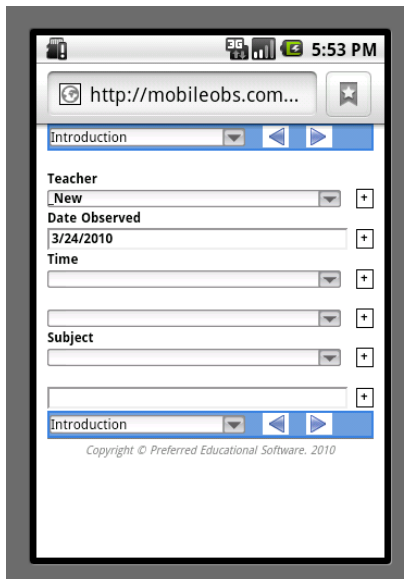 3G 5:53 PM
http://mobileobs.com...
Introduction
Teacher
_New +
Date Observed
3/24/2010 +
Time
+
+
Subject
+
+
Introduction
Copyright © Preferred Educational Software. 2010